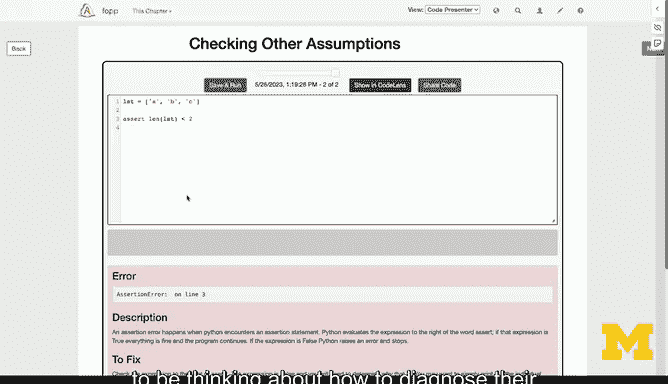 fopp This Chapter View: Code Presenter
Back
Checking Other Assumptions
Save & Run 5/26/2023, 1:19:28 PM - 2 of 2 Show in CodeLens Share Code
1 lst = ['a', 'b', 'c']
2
3 assert len(lst) < 2
4
Error
AssertionError: on line 3
Description
An assertion error happens when python encounters an assertion statement. Python evaluates the expression to the right of the word assert; if that expression is
True everything is fine and the program continues. If the expression is False Python raises an error and stops.
To Fix
to be thinking about how to diagnose their
M